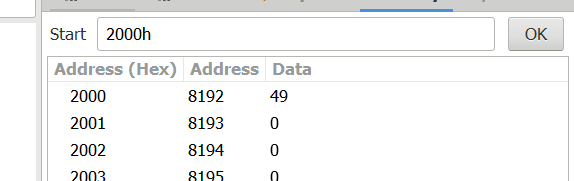 Start 2000h OK
Address (Hex) Address Data
2000 8192 49
2001 8193 0
2002 8194 0
2003 8195 0